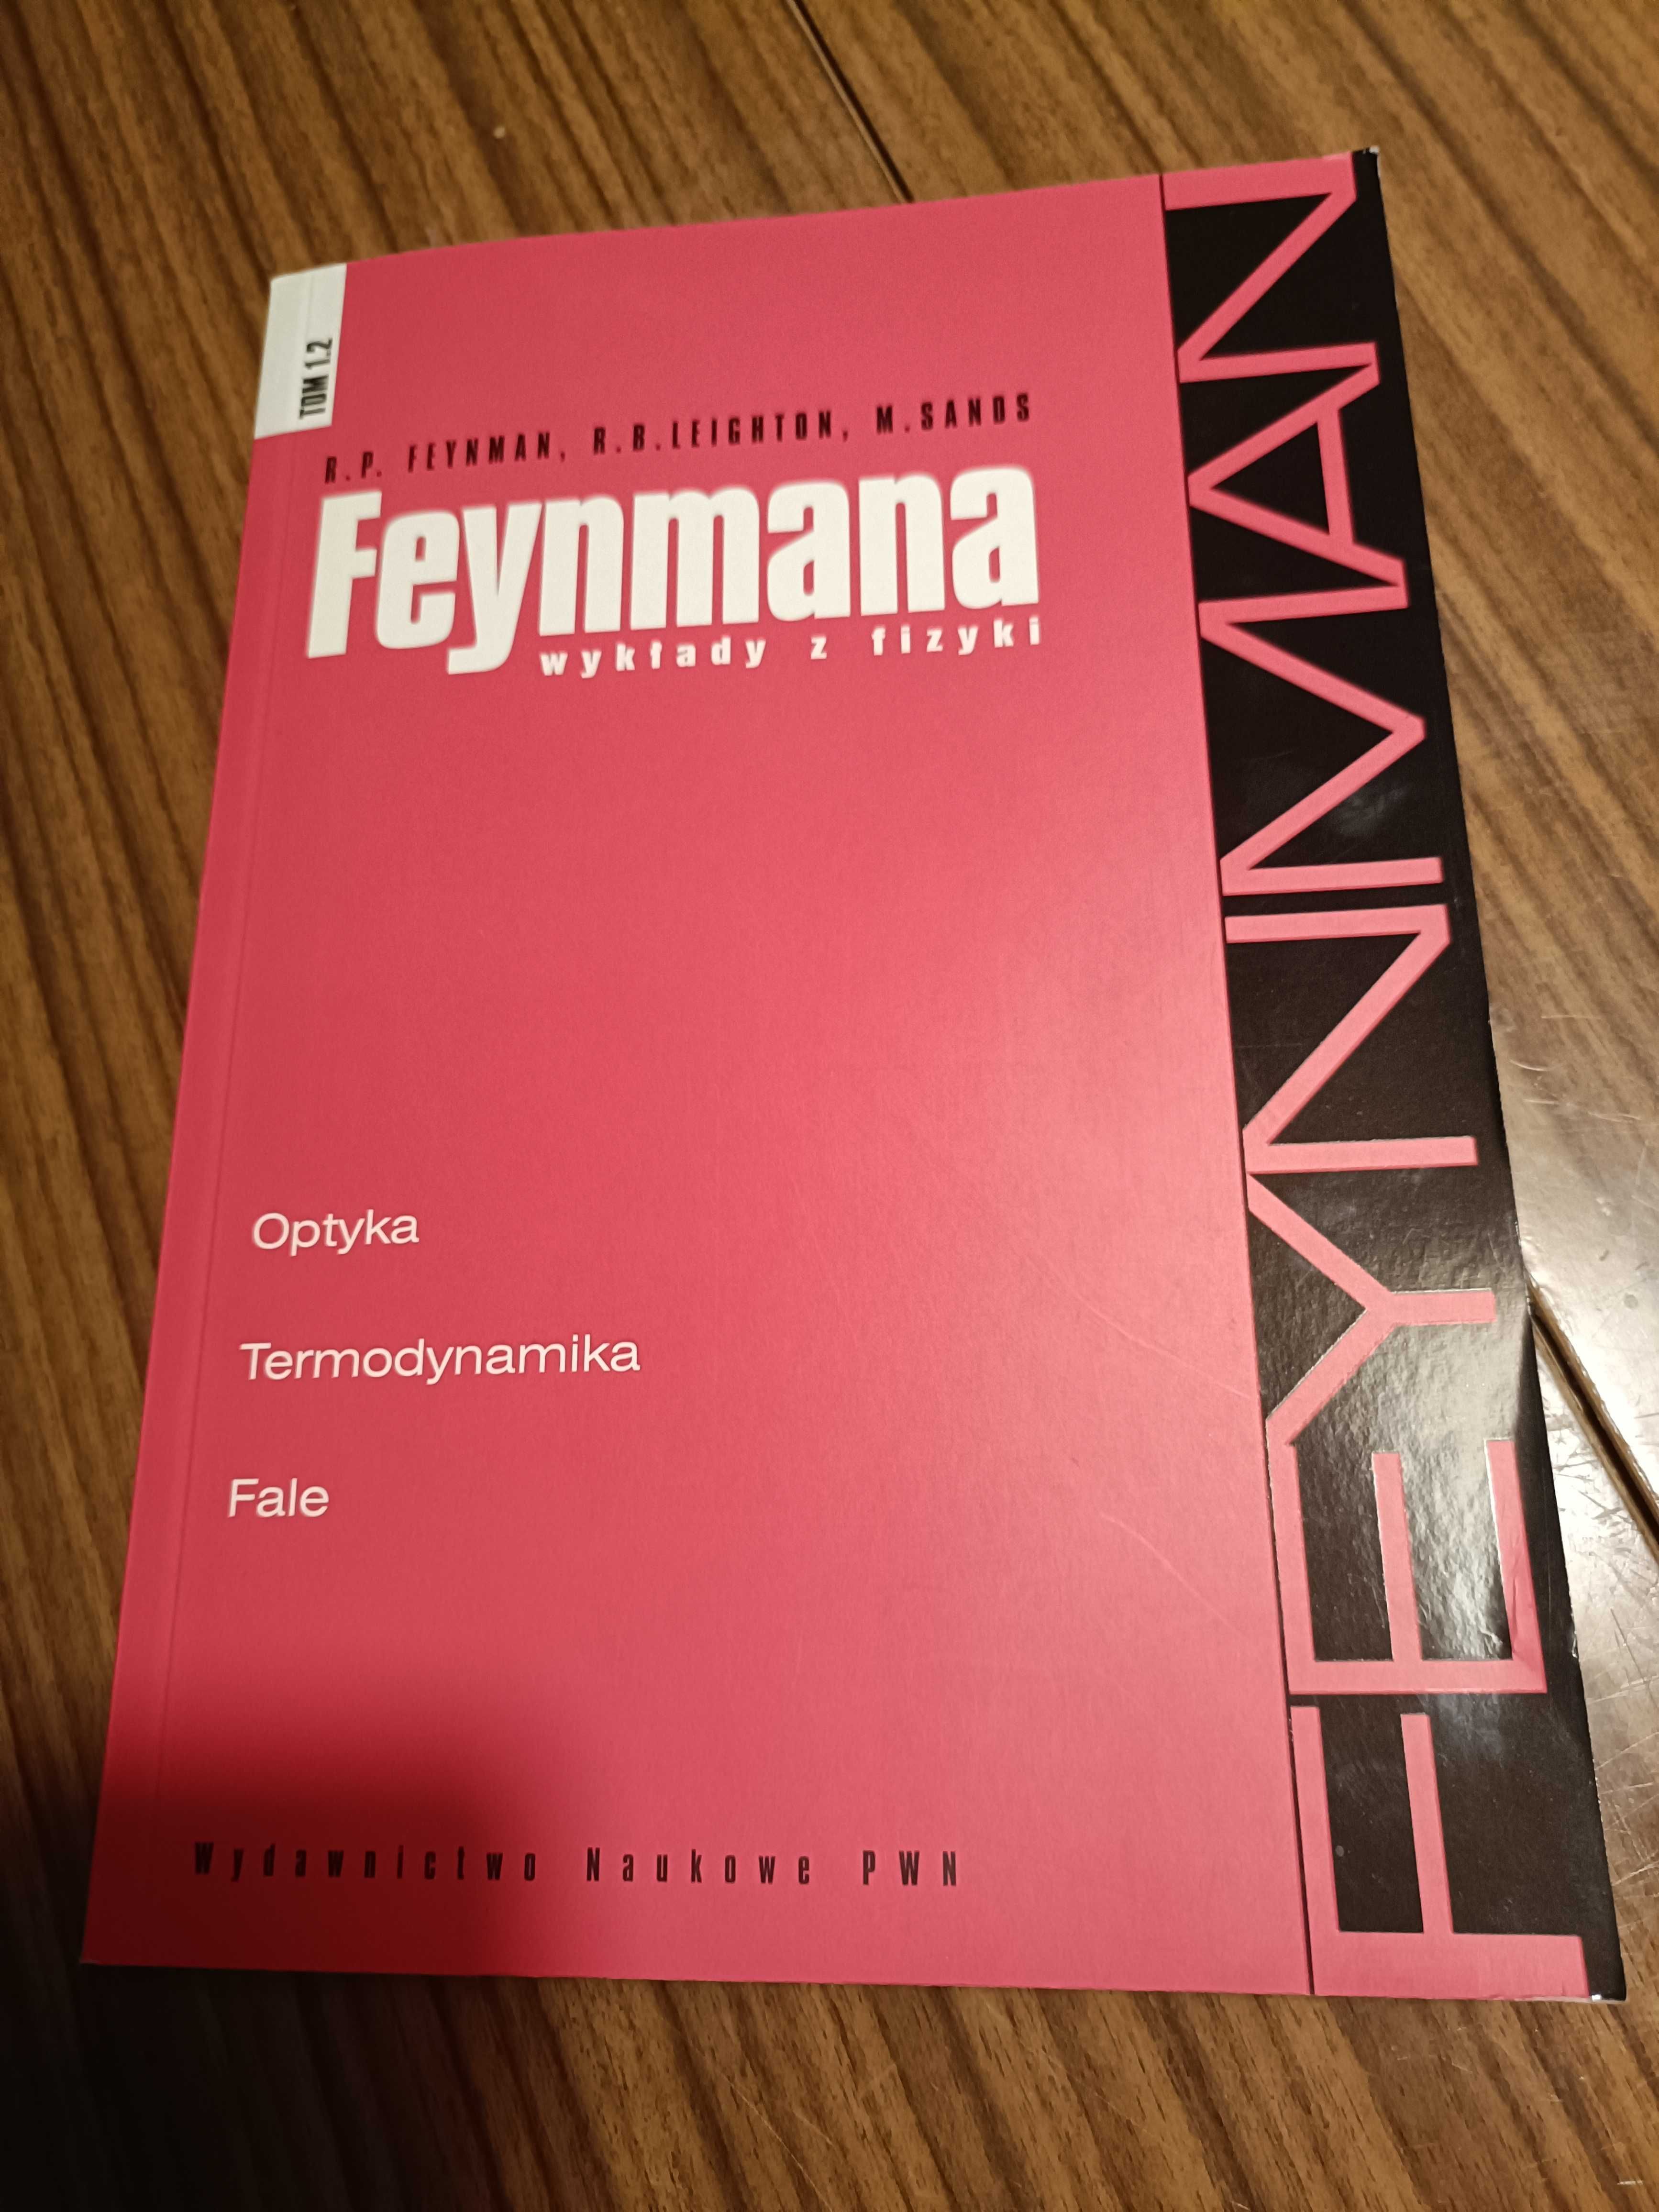 TOM 1.2
R.P. FEYNMAN, R.B.LEIGHTON, M.SANDS
Feynmana
wykłady z fizyki
Optyka
Termodynamika
Fale
Wydawnictwo Naukowe PWN
FEYNMAN